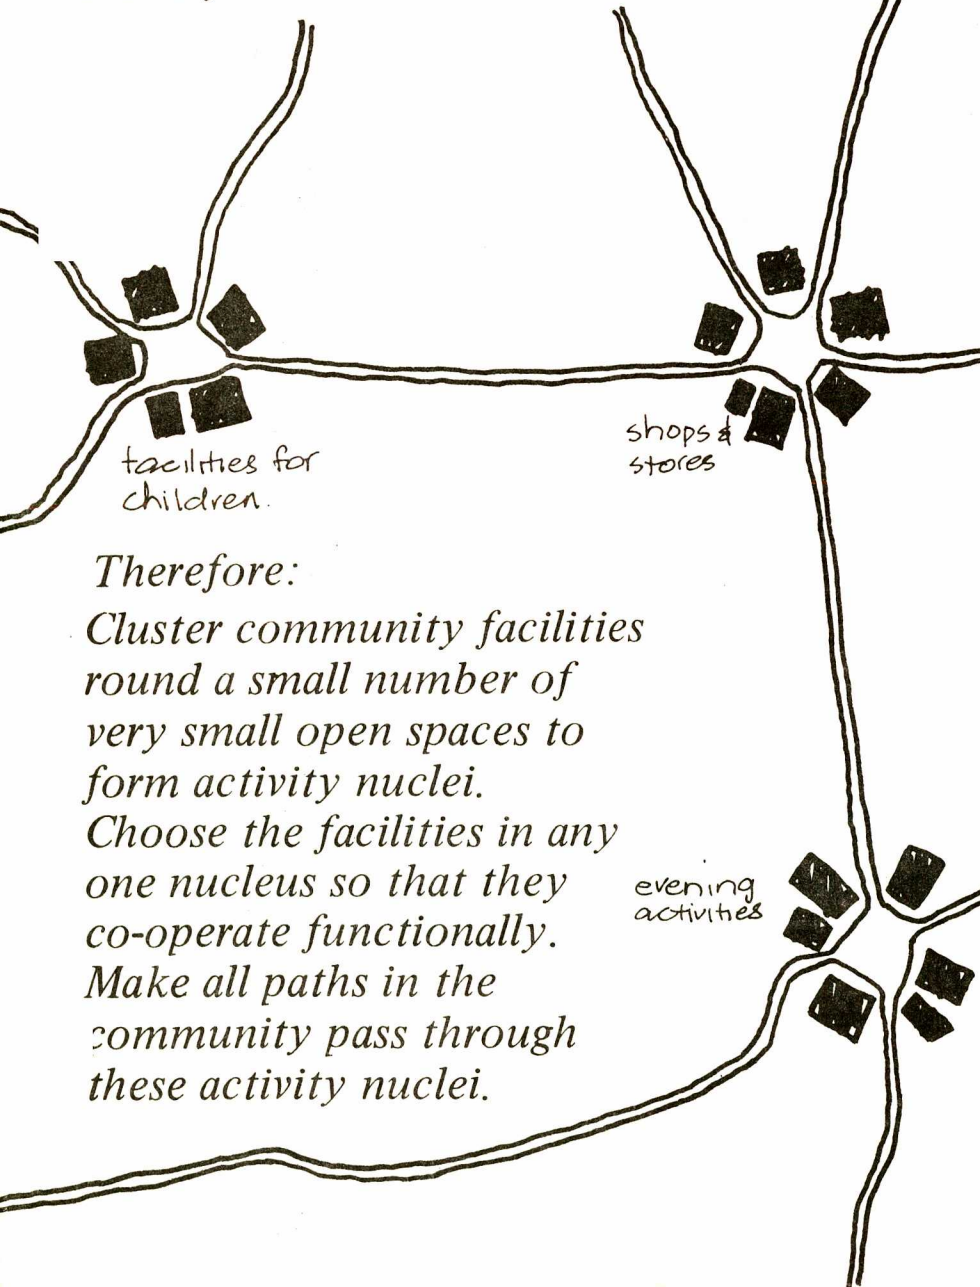 facilities for
children.
shops &
stores
Therefore:
Cluster community facilities
round a small number of
very small open spaces to
form activity nuclei.
Choose the facilities in any
one nucleus so that they
co-operate functionally.
Make all paths in the
community pass through
these activity nuclei.
evening
activities